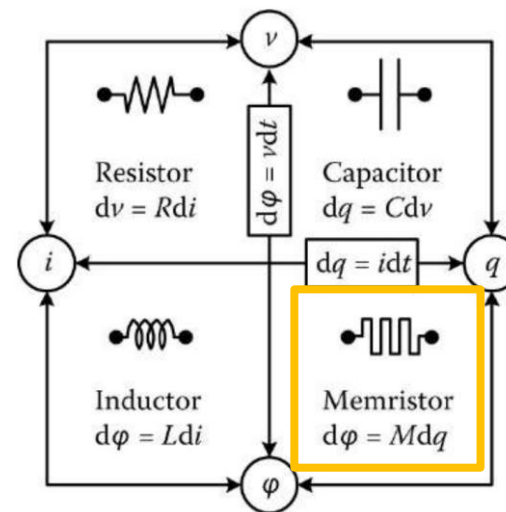 v
Resistor
dv = Rdi
dφ = vdt
Capacitor
dq = Cdv
i
dq = idt
q
Inductor
dφ = Ldi
Memristor
dφ = Mdq
φ